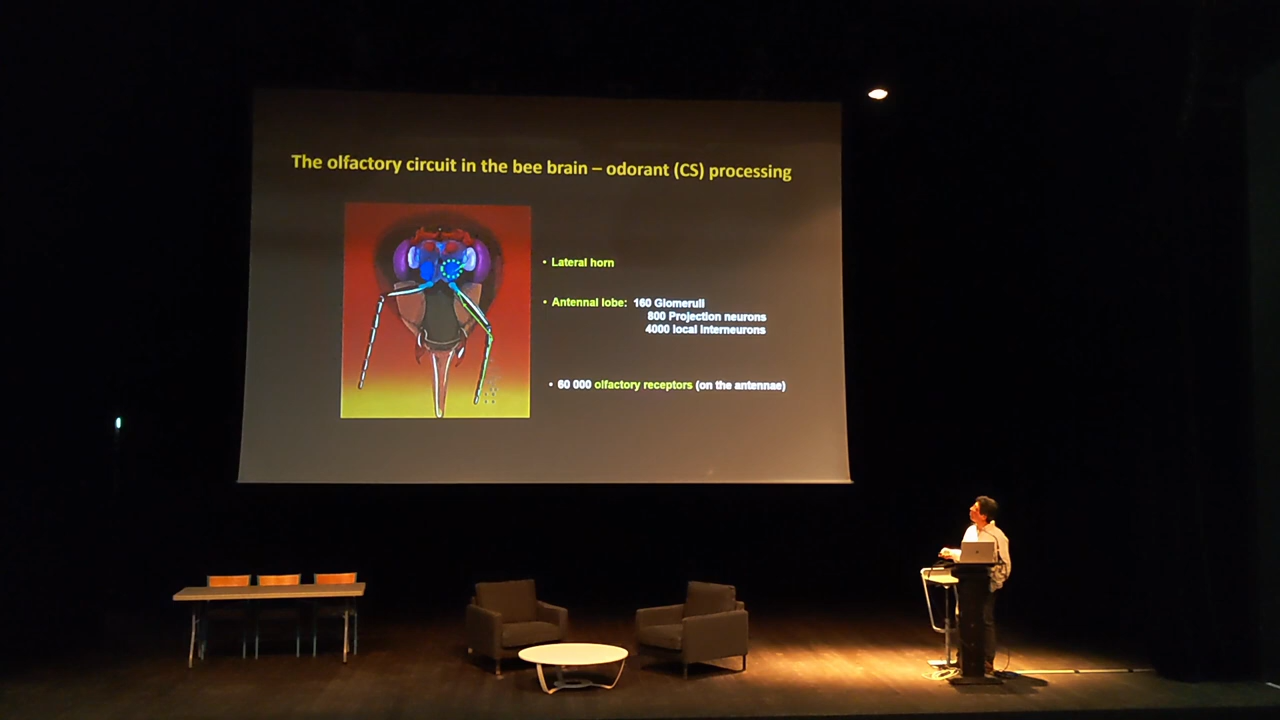 The olfactory circuit in the bee brain – odorant (CS) processing
• Lateral horn
• Antennal lobe: 160 Glomeruli
800 Projection neurons
4000 local interneurons
• 60 000 olfactory receptors (on the antennae)